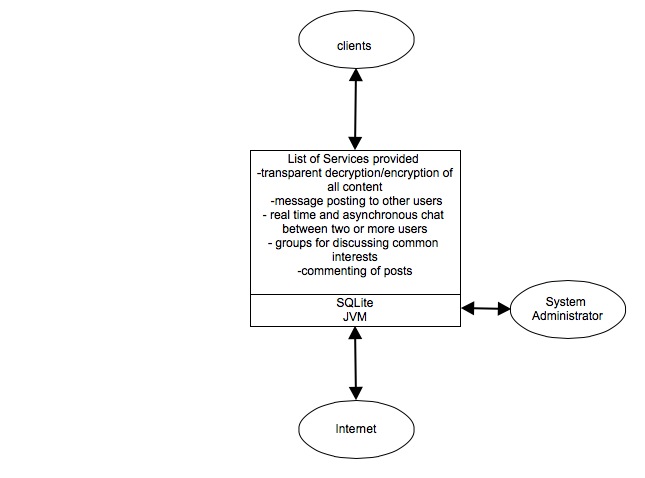 clients
List of Services provided
-transparent decryption/encryption of
all content
-message posting to other users
- real time and asynchronous chat
between two or more users
- groups for discussing common
interests
-commenting of posts
SQLite
JVM
System
Administrator
Internet